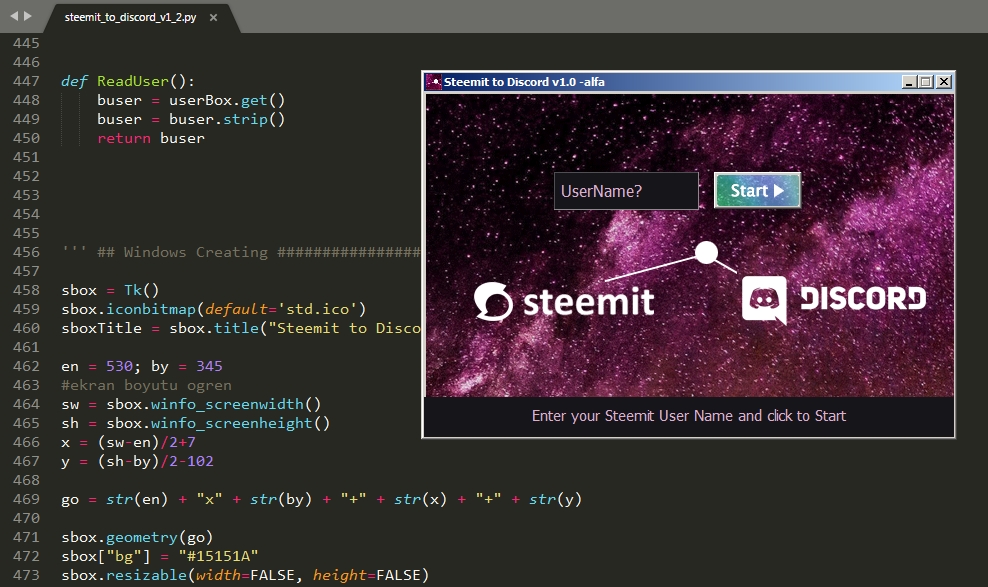 steemit_to_discord_v1_2.py ×
445
446
447 def ReadUser():
448 buser = userBox.get()
449 buser = buser.strip()
450 return buser
451
452
453
454
455
456 ''' ## Windows Creating ################
457
458 sbox = Tk()
459 sbox.iconbitmap(default='std.ico')
460 sboxTitle = sbox.title("Steemit to Disco
461
462 en = 530; by = 345
463 #ekran boyutu ogren
464 sw = sbox.winfo_screenwidth()
465 sh = sbox.winfo_screenheight()
466 x = (sw-en)/2+7
467 y = (sh-by)/2-102
468
469 go = str(en) + "x" + str(by) + "+" + str(x) + "+" + str(y)
470
471 sbox.geometry(go)
472 sbox["bg"] = "#15151A"
473 sbox.resizable(width=FALSE, height=FALSE)
Steemit to Discord v1.0 -alfa
UserName? Start
steemit DISCORD
Enter your Steemit User Name and click to Start